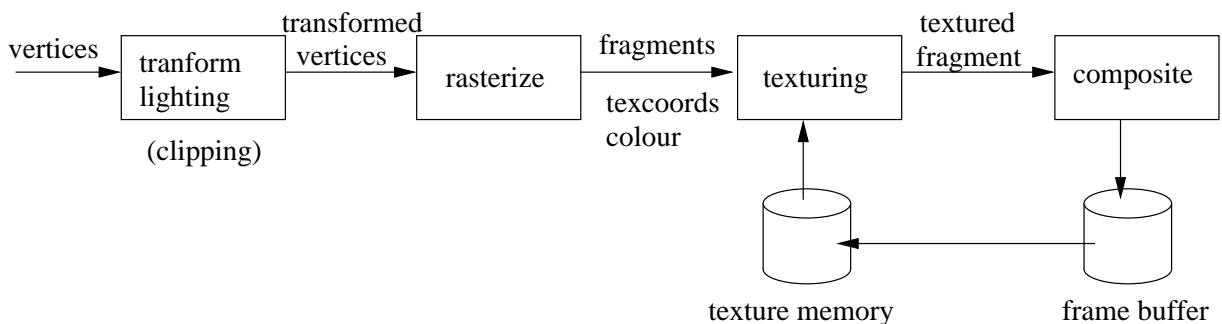 vertices
tranform
lighting
(clipping)
transformed
vertices
rasterize
fragments
texcoords
colour
texturing
textured
fragment
composite
texture memory
frame buffer